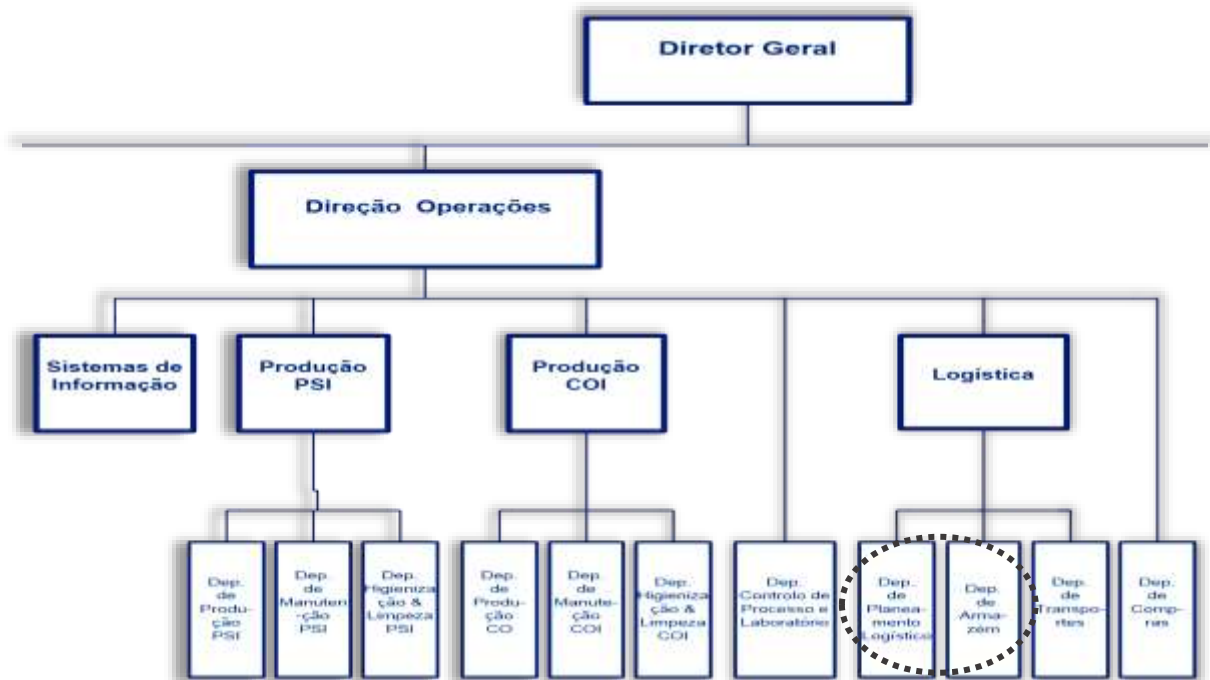 Diretor Geral
Direção Operações
Sistemas de
Informação
Produção
PSI
Produção
COI
Logística
Dep.
de
Produ-
ção
PSI
Dep.
de
Manuten
-ção
PSI
Dep.
Higieniza
ção &
Limpeza
PSI
Dep.
de
Produ-
ção
CO
Dep.
de
Manute-
ção
COI
Dep.
Higieniza
ção &
Limpeza
COI
Dep.
Controlo de
Processo e
Laboratório
Dep.
de
Planea-
mento
Logístico
Dep.
de
Arma-
zém
Dep.
de
Transpo-
rtes
Dep.
de
Comp-
ras